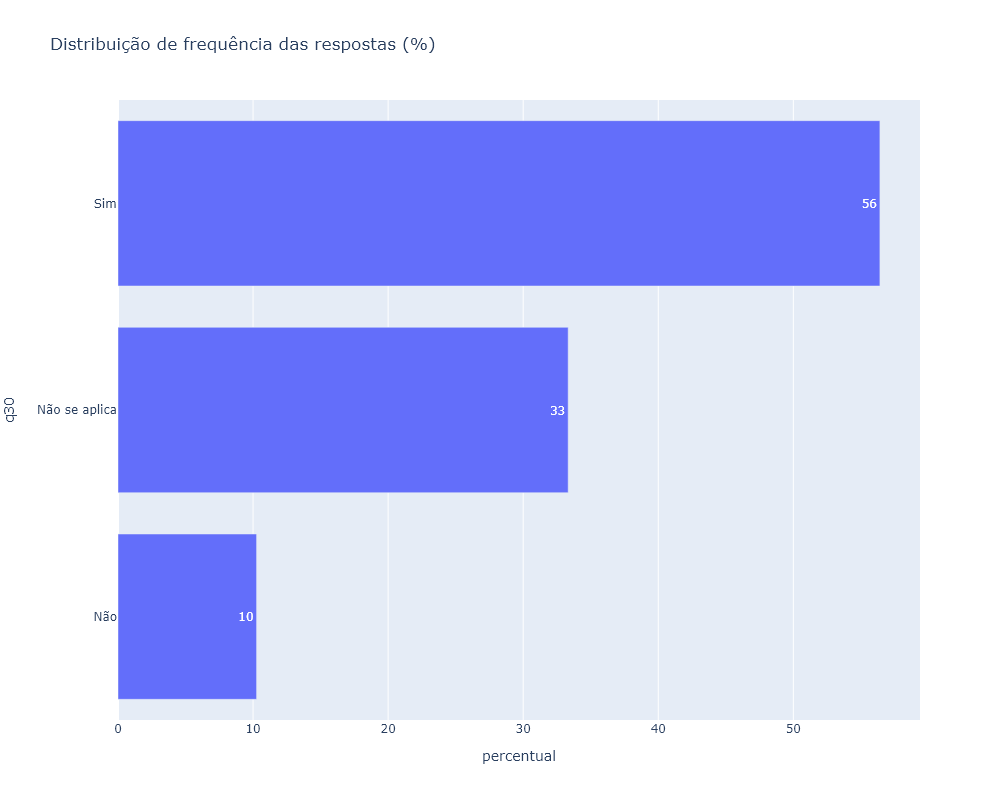 Distribuição de frequência das respostas (%)
Sim
56
Não se aplica
33
Não
10
q30
0 10 20 30 40 50
percentual